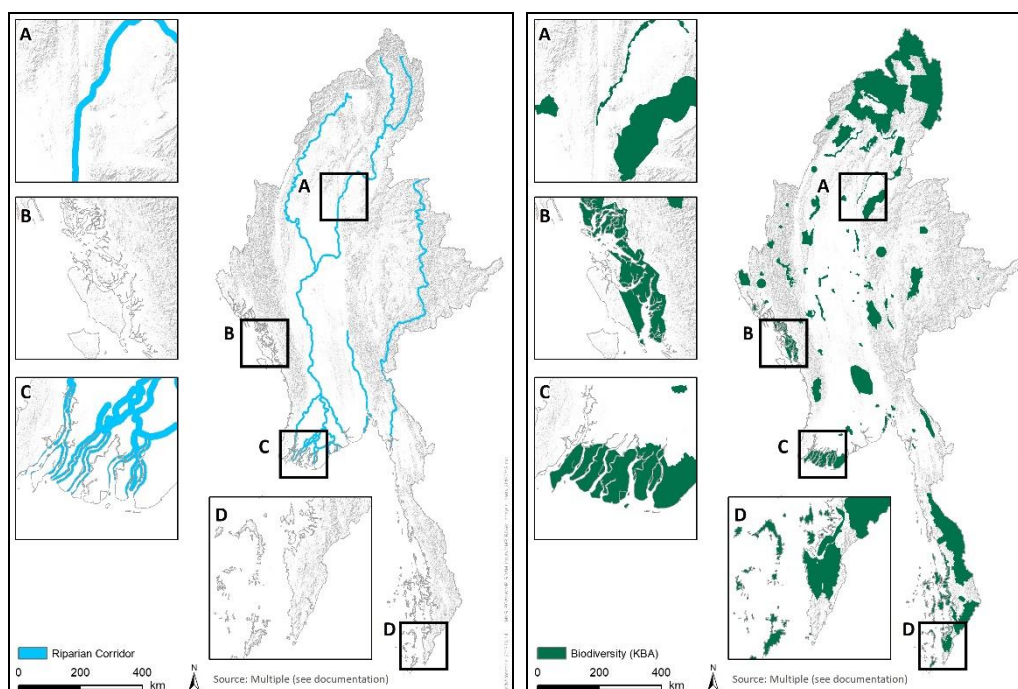 A
B
C
D
A
B
C
D
Riparian Corridor
0 200 400
km
N
Source: Multiple (see documentation)
A
B
C
D
A
B
C
D
Biodiversity (KBA)
0 200 400
km
N
Source: Multiple (see documentation)